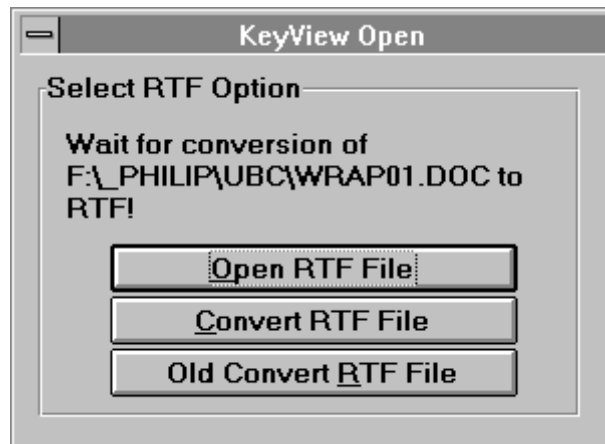 KeyView Open
Select RTF Option
Wait for conversion of
F:\_PHILIP\UBC\WRAP01.DOC to
RTF!
Open RTF File
Convert RTF File
Old Convert RTF File